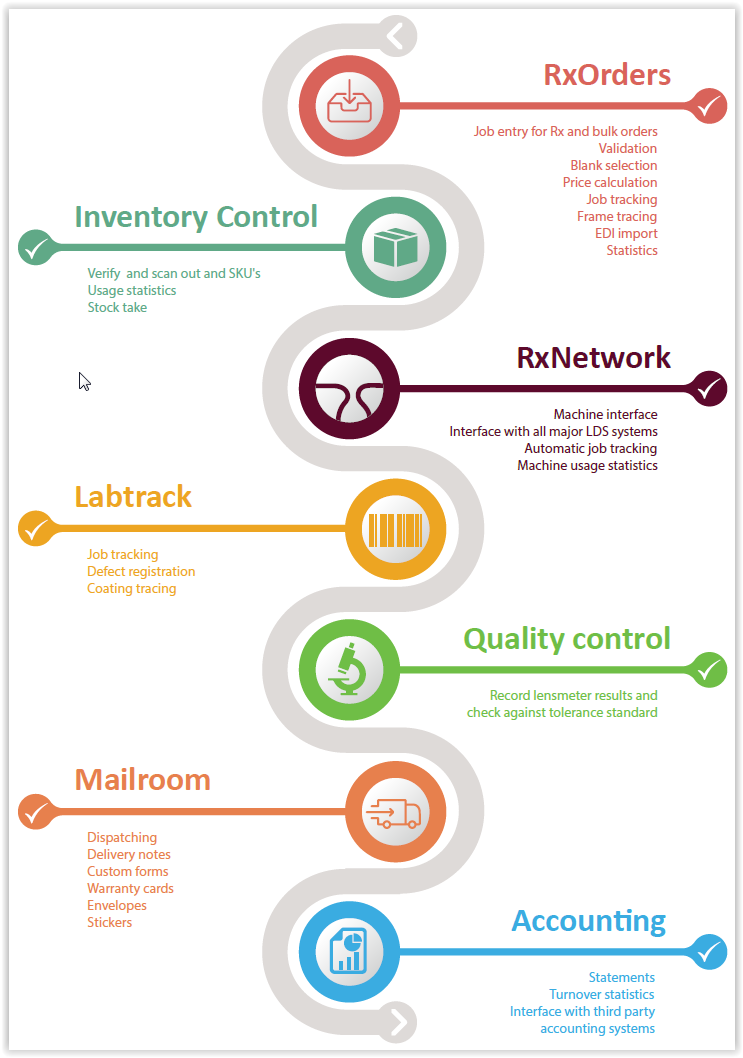 RxOrders
Job entry for Rx and bulk orders
Validation
Blank selection
Price calculation
Job tracking
Frame tracing
EDI import
Statistics
Inventory Control
Verify  and scan out and SKU's
Usage statistics
Stock take
RxNetwork
Machine interface
Interface with all major LDS systems
Automatic job tracking
Machine usage statistics
Labtrack
Job tracking
Defect registration
Coating tracing
Quality control
Record lensmeter results and
check against tolerance standard
Mailroom
Dispatching
Delivery notes
Custom forms
Warranty cards
Envelopes
Stickers
Accounting
Statements
Turnover statistics
Interface with third party
accounting systems